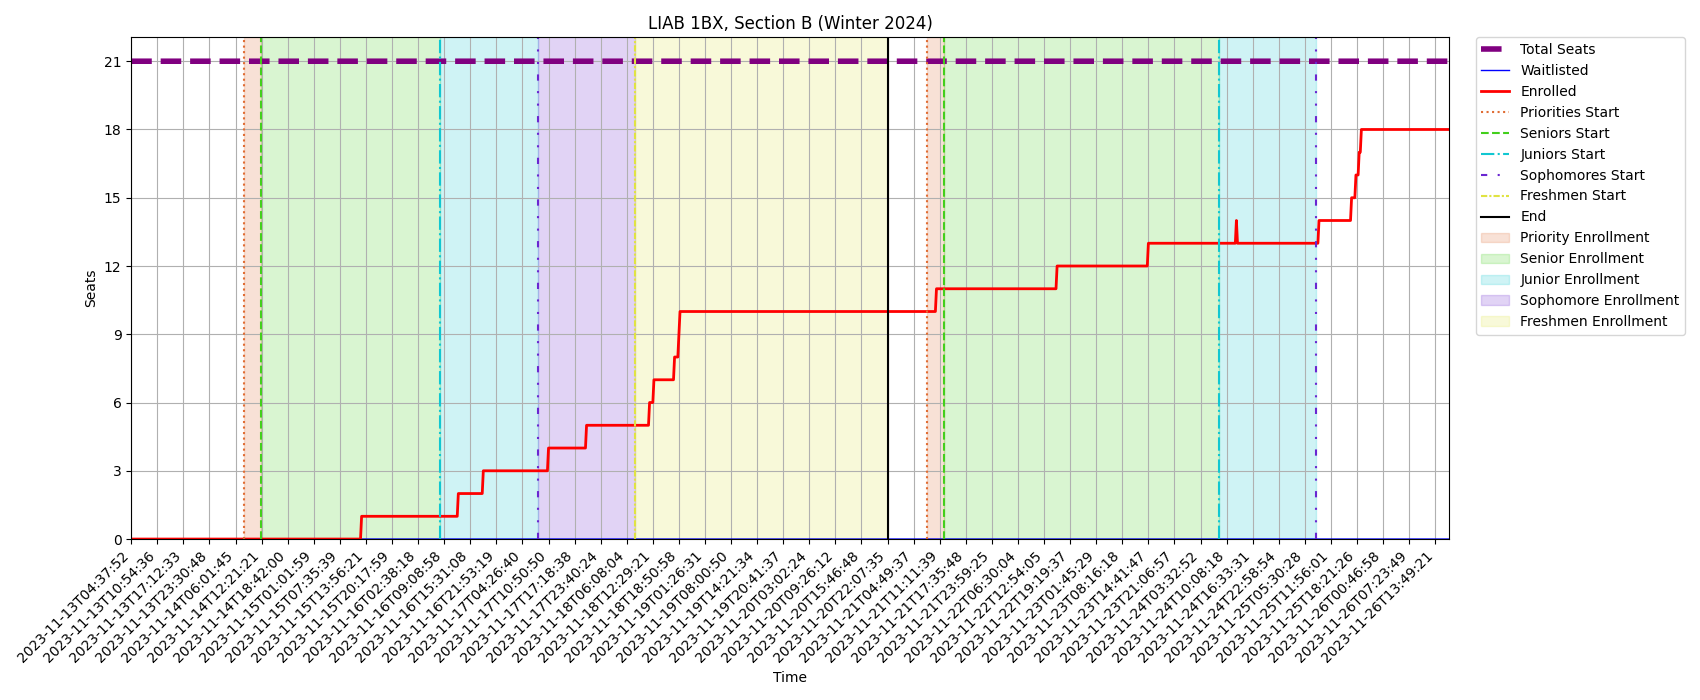 LIAB 1BX, Section B (Winter 2024)
Seats
21
18
15
12
9
6
3
0
2023-11-13T04:37:52
2023-11-13T10:54:36
2023-11-13T17:12:33
2023-11-13T23:30:48
2023-11-14T06:01:45
2023-11-14T12:21:21
2023-11-14T18:42:00
2023-11-15T01:01:59
2023-11-15T07:35:39
2023-11-15T13:56:21
2023-11-15T20:17:59
2023-11-16T02:38:18
2023-11-16T09:08:58
2023-11-16T15:31:08
2023-11-16T21:53:19
2023-11-17T04:26:40
2023-11-17T10:50:50
2023-11-17T17:18:38
2023-11-17T23:40:24
2023-11-18T06:08:04
2023-11-18T12:29:21
2023-11-18T18:50:58
2023-11-19T01:26:31
2023-11-19T08:00:50
2023-11-19T14:21:34
2023-11-19T20:41:37
2023-11-20T03:02:24
2023-11-20T09:26:12
2023-11-20T15:46:48
2023-11-20T22:07:35
2023-11-21T04:49:37
2023-11-21T11:11:39
2023-11-21T17:35:48
2023-11-21T23:59:25
2023-11-22T06:30:04
2023-11-22T12:54:05
2023-11-22T19:19:37
2023-11-23T01:45:29
2023-11-23T08:16:18
2023-11-23T14:41:47
2023-11-23T21:06:57
2023-11-24T03:32:52
2023-11-24T10:08:18
2023-11-24T16:33:31
2023-11-24T22:58:54
2023-11-25T05:30:28
2023-11-25T11:56:01
2023-11-25T18:21:26
2023-11-26T00:46:58
2023-11-26T07:23:49
2023-11-26T13:49:21
Time
Total Seats
Waitlisted
Enrolled
Priorities Start
Seniors Start
Juniors Start
Sophomores Start
Freshmen Start
End
Priority Enrollment
Senior Enrollment
Junior Enrollment
Sophomore Enrollment
Freshmen Enrollment